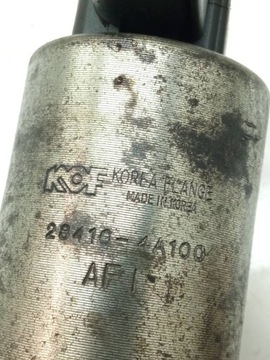 KOF KOREA FLANGE
MADE IN KOREA
28410-4A100
AF1-1